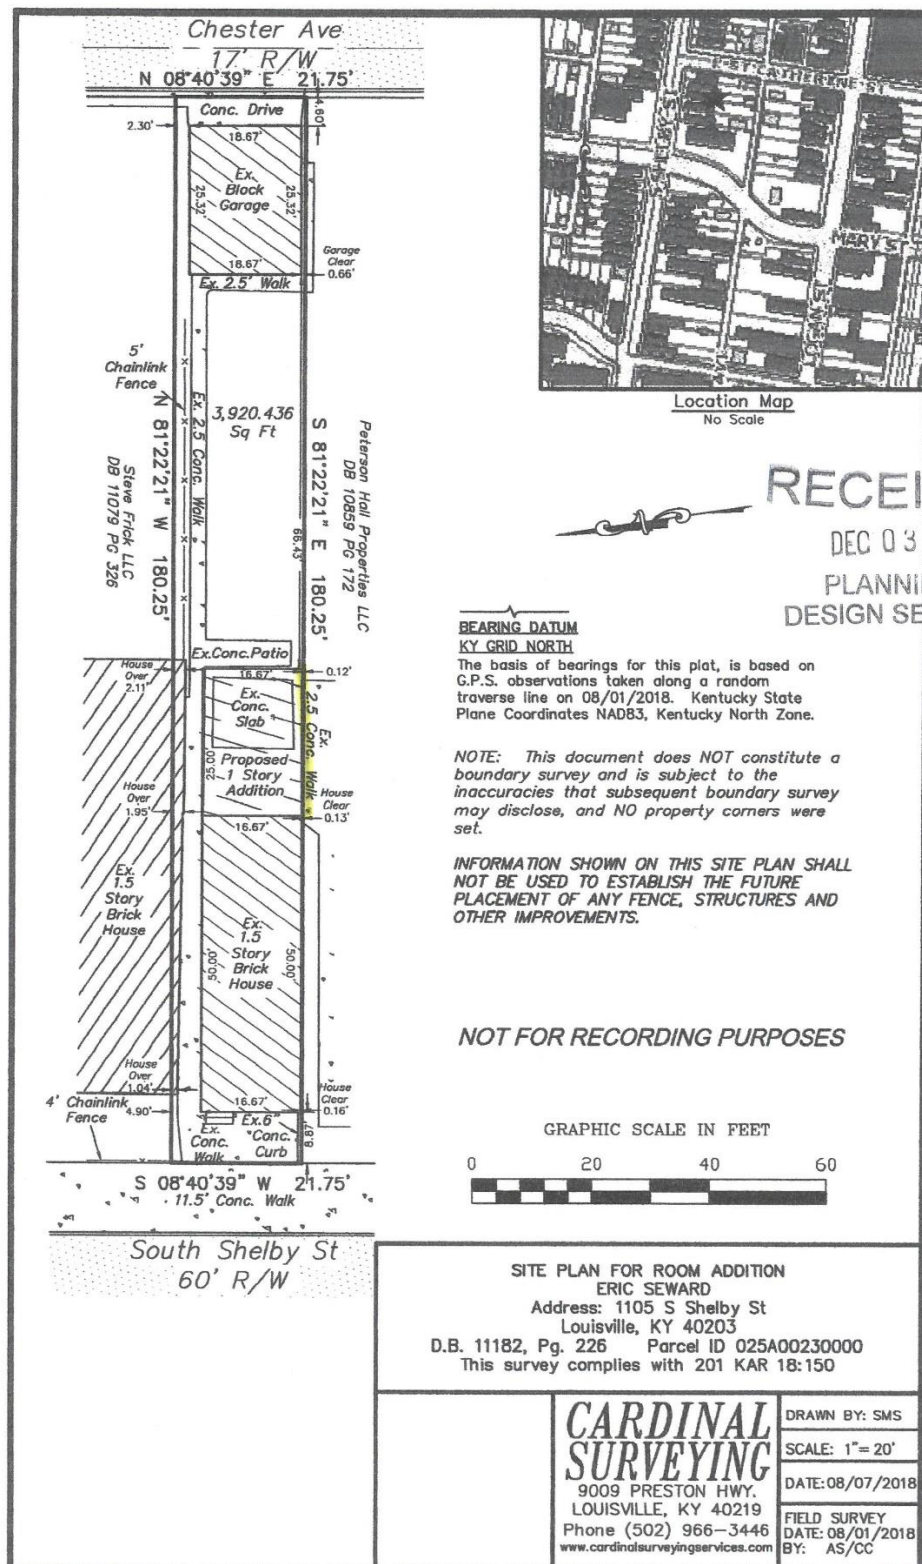 Chester Ave
17' R/W
N 08°40'39" E 21.75'
Conc. Drive
4.60'
2.30'
18.67'
Ex.
Block
Garage
25.32'
25.32'
18.67'
Garage
Clear
0.66'
Ex. 2.5' Walk
5'
Chainlink
Fence
Ex. 2.5 Conc. Walk
3,920.436
Sq Ft
N 81°22'21" W 180.25'
Steve Frick LLC
DB 11079 PG 326
S 81°22'21" E 180.25'
66.43'
Peterson Hall Properties LLC
DB 10859 PG 172
Ex.Conc.Patio
House
Over
2.11'
16.67'
0.12'
Ex.
Conc.
Slab
Ex.
2.5 Conc. Walk
25.00
Proposed
1 Story
Addition
House
Over
1.95'
House
Clear
0.13'
16.67'
Ex.
1.5
Story
Brick
House
Ex.
1.5
Story
Brick
House
50.00'
50.00'
House
Over
1.04'
16.67'
House
Clear
0.16'
4' Chainlink
Fence
4.90'
Ex.
Conc.
Walk
Ex.6"
Conc.
Curb
8.87'
S 08°40'39" W 21.75'
11.5' Conc. Walk
South Shelby St
60' R/W
E ST CATHERINE ST
S SHELBY S
MARY S
Location Map
No Scale
RECEI
DEC 03
PLANNI
DESIGN SE
BEARING DATUM
KY GRID NORTH
The basis of bearings for this plat, is based on
G.P.S. observations taken along a random
traverse line on 08/01/2018. Kentucky State
Plane Coordinates NAD83, Kentucky North Zone.
NOTE: This document does NOT constitute a
boundary survey and is subject to the
inaccuracies that subsequent boundary survey
may disclose, and NO property corners were
set.
INFORMATION SHOWN ON THIS SITE PLAN SHALL
NOT BE USED TO ESTABLISH THE FUTURE
PLACEMENT OF ANY FENCE, STRUCTURES AND
OTHER IMPROVEMENTS.
NOT FOR RECORDING PURPOSES
GRAPHIC SCALE IN FEET
0 20 40 60
SITE PLAN FOR ROOM ADDITION
ERIC SEWARD
Address: 1105 S Shelby St
Louisville, KY 40203
D.B. 11182, Pg. 226 Parcel ID 025A00230000
This survey complies with 201 KAR 18:150
CARDINAL
SURVEYING
9009 PRESTON HWY.
LOUISVILLE, KY 40219
Phone (502) 966-3446
www.cardinalsurveyingservices.com
DRAWN BY: SMS
SCALE: 1"= 20'
DATE: 08/07/2018
FIELD SURVEY
DATE: 08/01/2018
BY: AS/CC